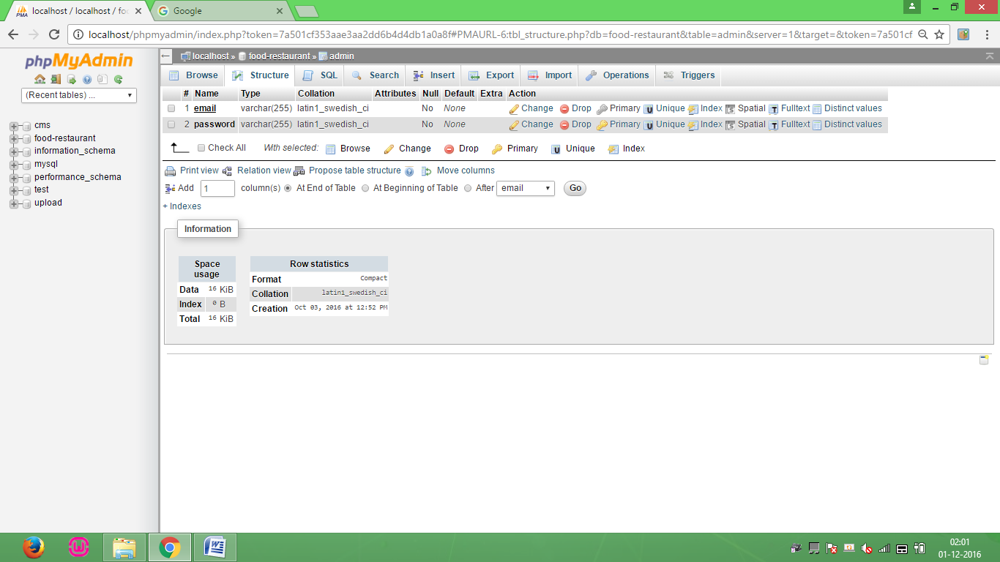 localhost / localhost / foo
Google
localhost/phpmyadmin/index.php?token=7a501cf353aae3aa2dd6b4d4db1a0a8f#PMAURL-6:tbl_structure.php?db=food-restaurant&table=admin&server=1&target=&token=7a501cf
phpMyAdmin
(Recent tables) ...
cms
food-restaurant
information_schema
mysql
performance_schema
test
upload
localhost » food-restaurant » admin
Browse Structure SQL Search Insert Export Import Operations Triggers
# Name Type Collation Attributes Null Default Extra Action
1 email varchar(255) latin1_swedish_ci No None Change Drop Primary Unique Index Spatial Fulltext Distinct values
2 password varchar(255) latin1_swedish_ci No None Change Drop Primary Unique Index Spatial Fulltext Distinct values
Check All With selected: Browse Change Drop Primary Unique Index
Print view Relation view Propose table structure Move columns
Add 1 column(s) At End of Table At Beginning of Table After email Go
+ Indexes
Information
Space usage
Data 16 KiB
Index 0 B
Total 16 KiB
Row statistics
Format Compact
Collation latin1_swedish_ci
Creation Oct 03, 2016 at 12:52 PM
02:01
01-12-2016